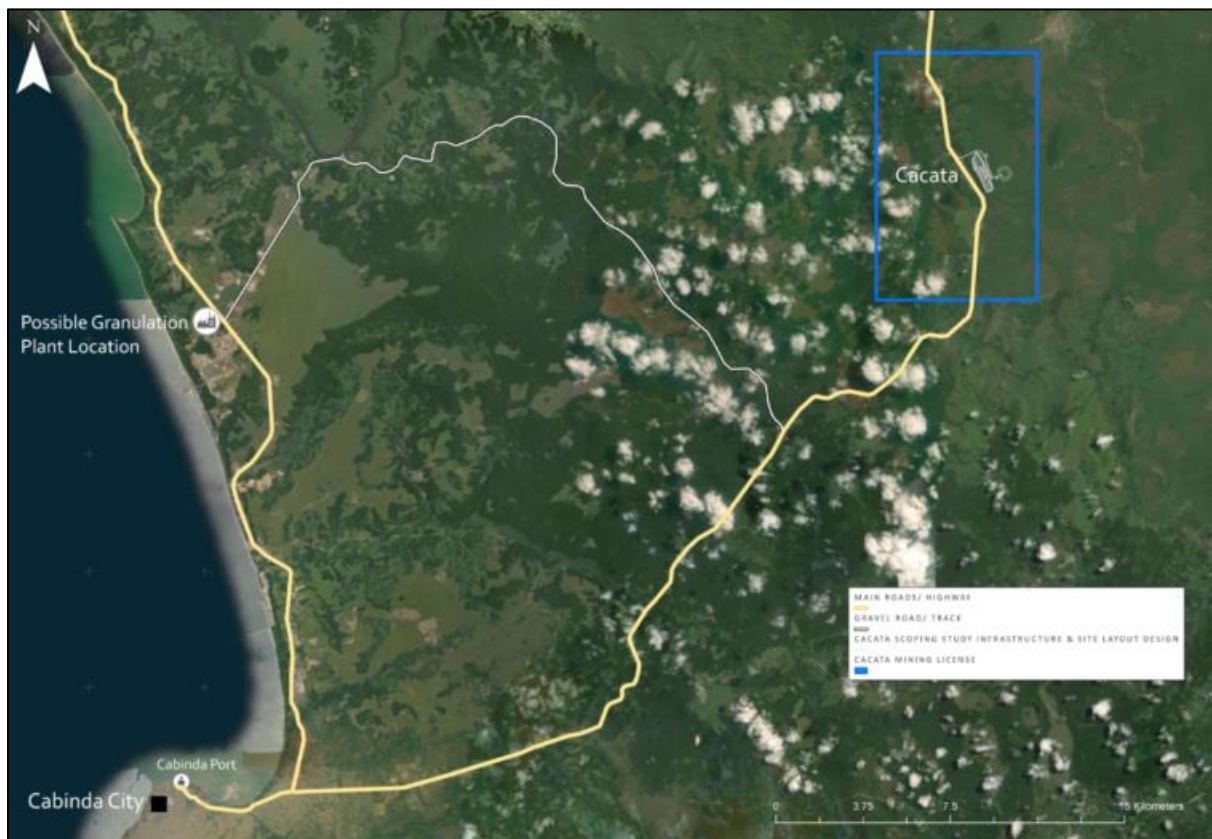 N
Cacata
Possible Granulation
Plant Location
MAIN ROADS/ HIGHWAY
GRAVEL ROAD/ TRACK
CACATA SCOPING STUDY INFRASTRUCTURE & SITE LAYOUT DESIGN
CACATA MINING LICENSE
Cabinda Port
Cabinda City
0 3.75 7.5 15 Kilometers